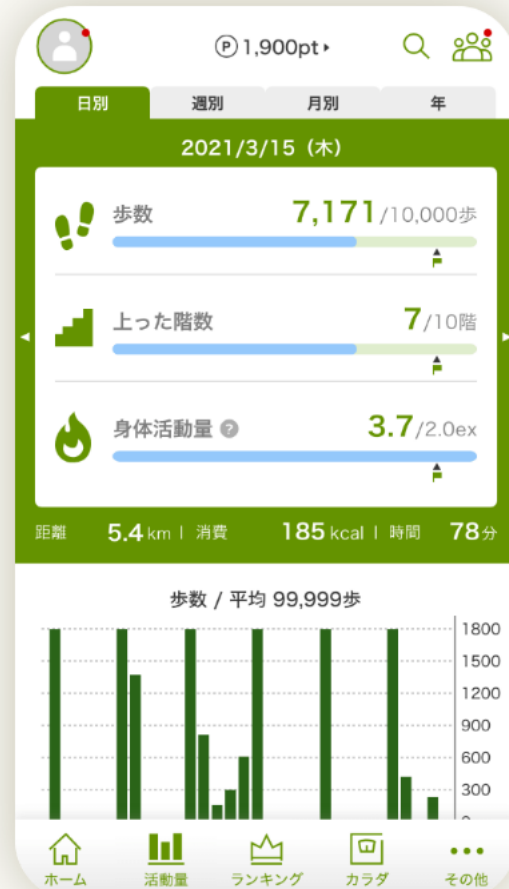 P 1,900pt
日別 週別 月別 年
2021/3/15（木）
歩数 7,171/10,000歩
上った階数 7/10階
身体活動量 ? 3.7/2.0ex
距離 5.4km | 消費 185kcal | 時間 78分
歩数 / 平均 99,999歩
1800
1500
1200
900
600
300
ホーム 活動量 ランキング カラダ その他